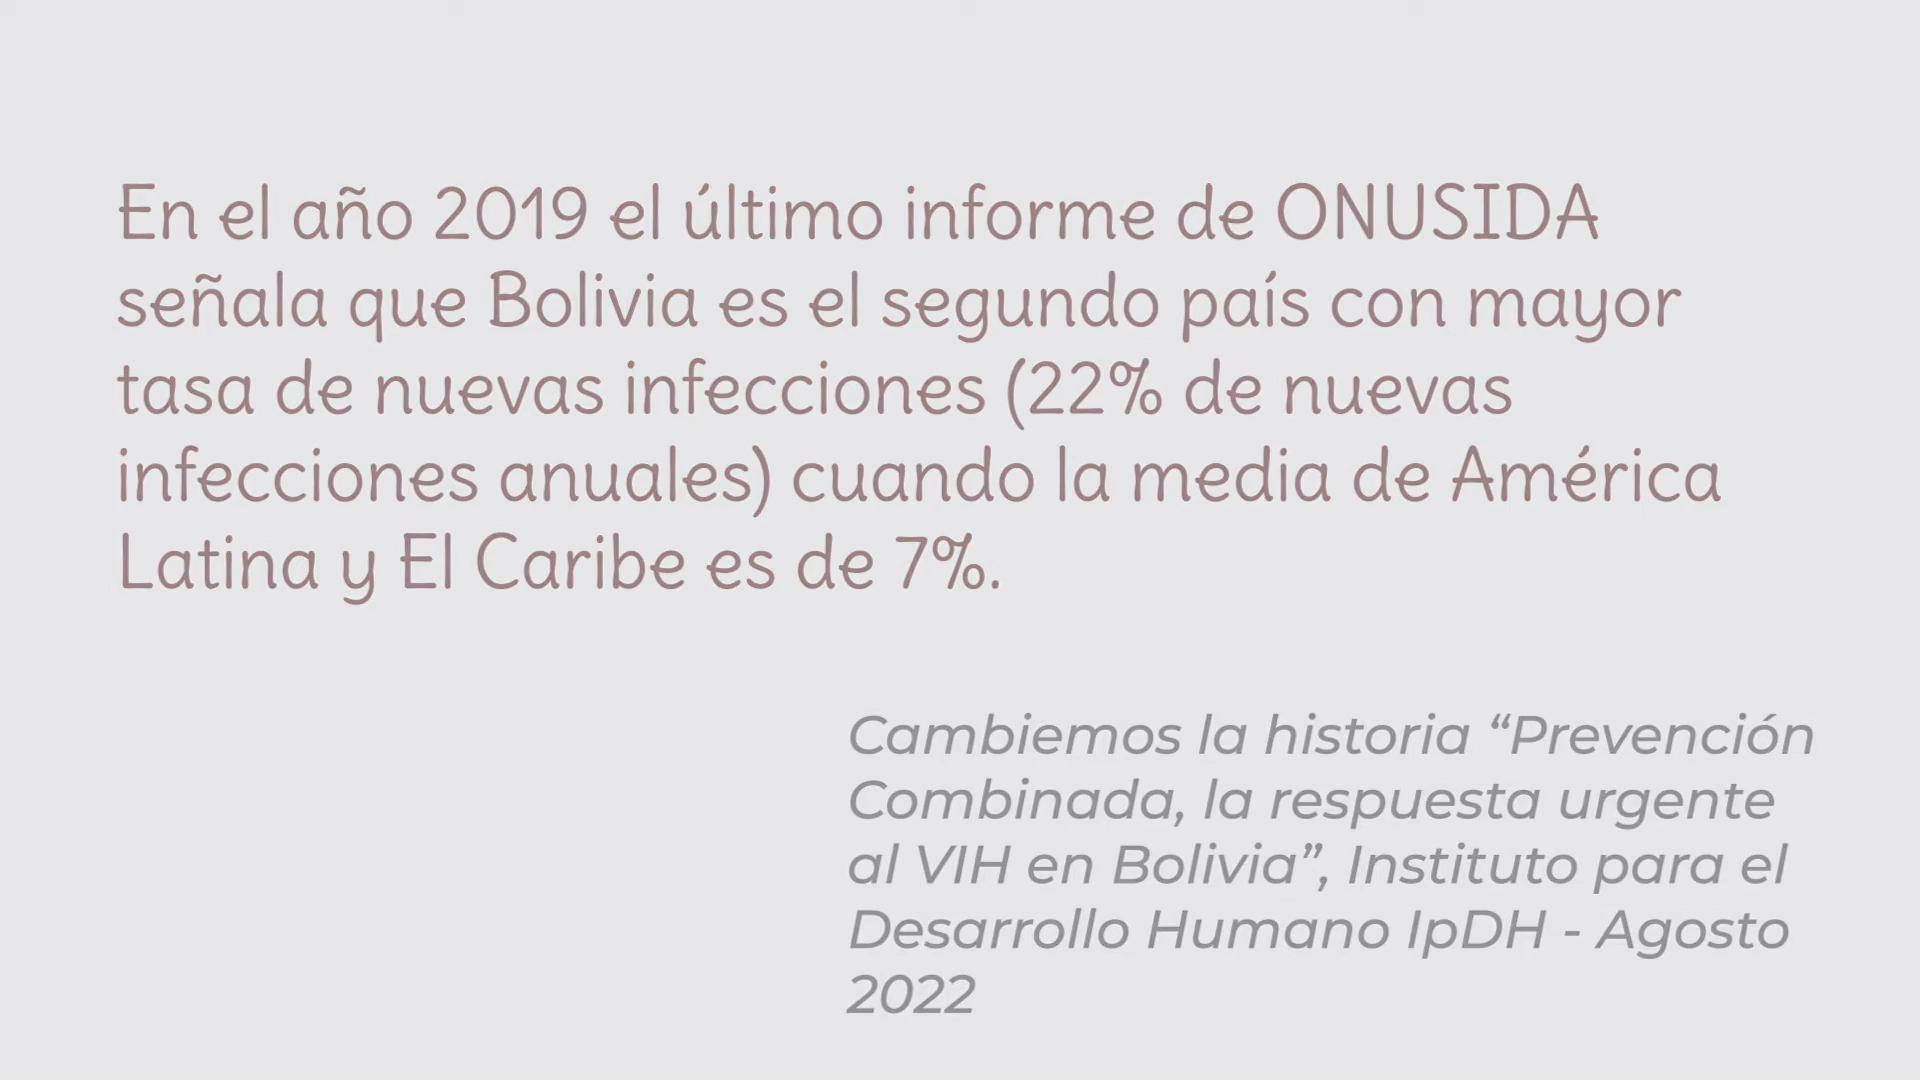 En el año 2019 el último informe de ONUSIDA
señala que Bolivia es el segundo país con mayor
tasa de nuevas infecciones (22% de nuevas
infecciones anuales) cuando la media de América
Latina y El Caribe es de 7%.
Cambiemos la historia “Prevención
Combinada, la respuesta urgente
al VIH en Bolivia”, Instituto para el
Desarrollo Humano IpDH - Agosto
2022